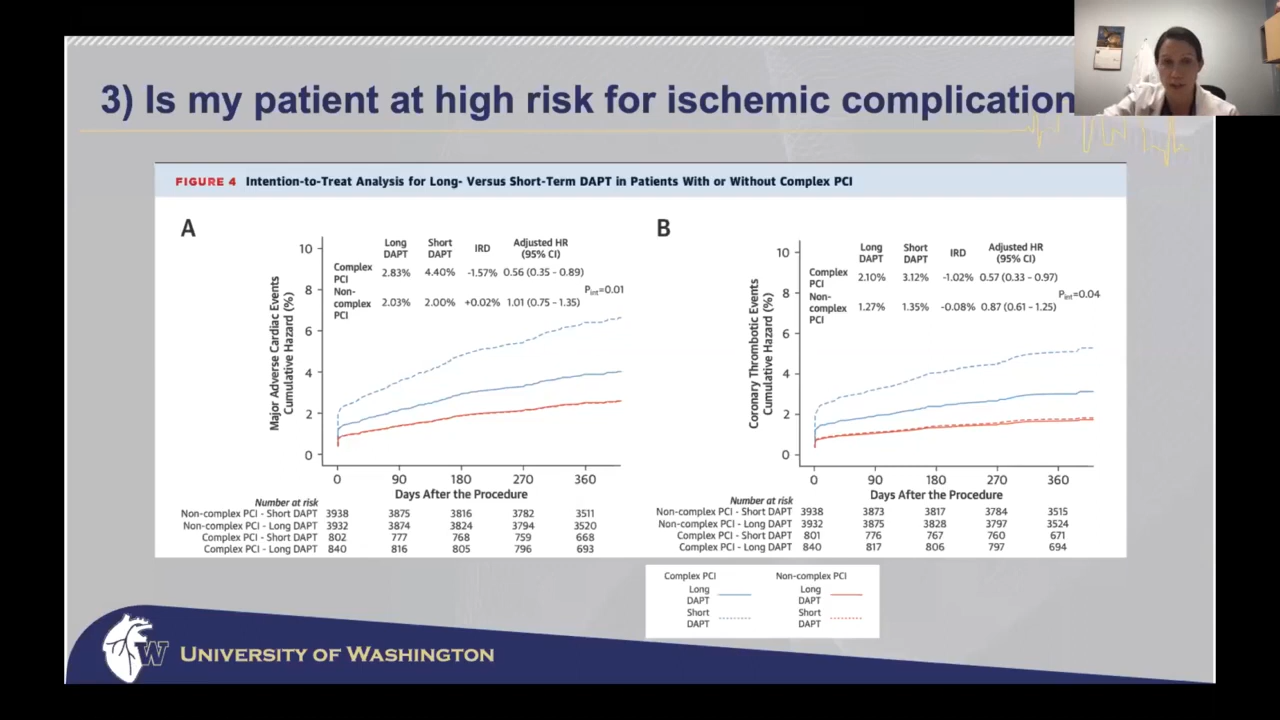 3) Is my patient at high risk for ischemic complication
FIGURE 4 Intention-to-Treat Analysis for Long- Versus Short-Term DAPT in Patients With or Without Complex PCI
A
Major Adverse Cardiac Events
Cumulative Hazard (%)
10
8
6
4
2
0
Long DAPT Short DAPT IRD Adjusted HR (95% CI)
Complex PCI 2.83% 4.40% -1.57% 0.56 (0.35 - 0.89)
Pint=0.01
Non-complex PCI 2.03% 2.00% +0.02% 1.01 (0.75 - 1.35)
0 90 180 270 360
Days After the Procedure
Number at risk
Non-complex PCI - Short DAPT 3938 3875 3816 3782 3511
Non-complex PCI - Long DAPT 3932 3874 3824 3794 3520
Complex PCI - Short DAPT 802 777 768 759 668
Complex PCI - Long DAPT 840 816 805 796 693
B
Coronary Thrombotic Events
Cumulative Hazard (%)
10
8
6
4
2
0
Long DAPT Short DAPT IRD Adjusted HR (95% CI)
Complex PCI 2.10% 3.12% -1.02% 0.57 (0.33 - 0.97)
Pint=0.04
Non-complex PCI 1.27% 1.35% -0.08% 0.87 (0.61 - 1.25)
0 90 180 270 360
Days After the Procedure
Number at risk
Non-complex PCI - Short DAPT 3938 3873 3817 3784 3515
Non-complex PCI - Long DAPT 3932 3875 3828 3797 3524
Complex PCI - Short DAPT 801 776 767 760 671
Complex PCI - Long DAPT 840 817 806 797 694
Complex PCI Non-complex PCI
Long DAPT Long DAPT
Short DAPT Short DAPT
W
UNIVERSITY OF WASHINGTON